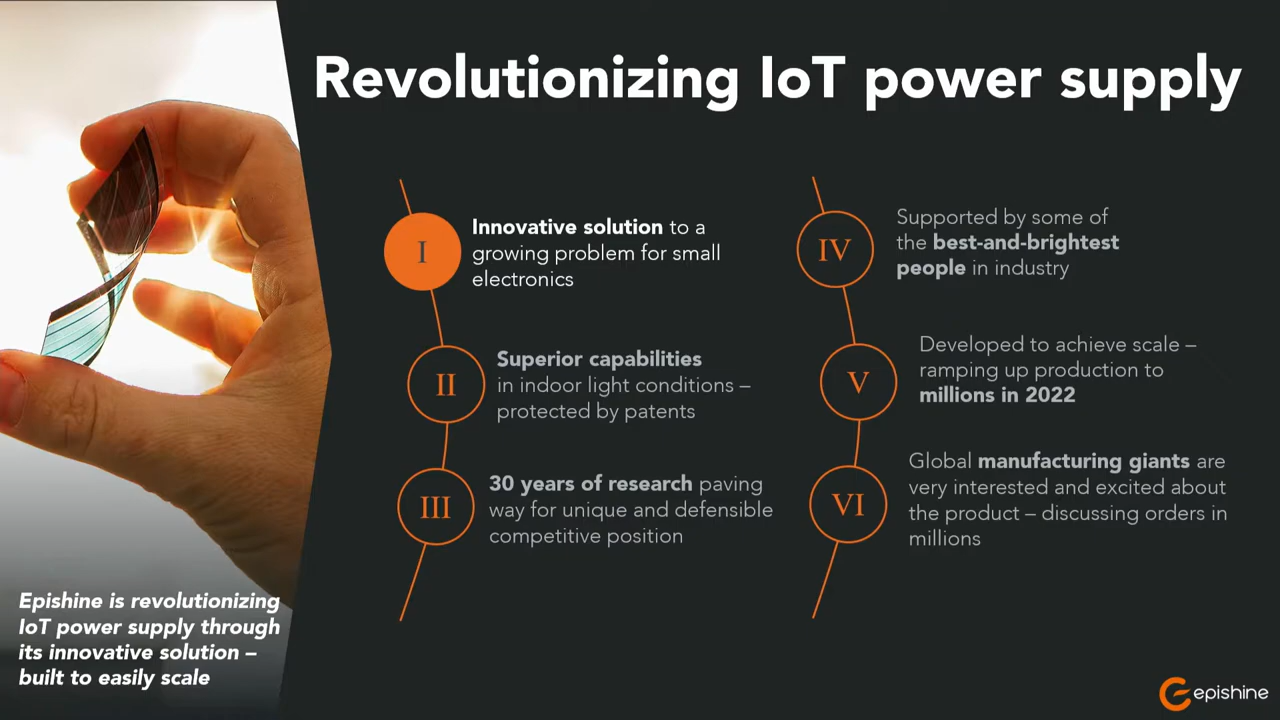 Revolutionizing IoT power supply
I
Innovative solution to a
growing problem for small
electronics
II
Superior capabilities
in indoor light conditions –
protected by patents
III
30 years of research paving
way for unique and defensible
competitive position
IV
Supported by some of
the best-and-brightest
people in industry
V
Developed to achieve scale –
ramping up production to
millions in 2022
VI
Global manufacturing giants are
very interested and excited about
the product – discussing orders in
millions
Epishine is revolutionizing
IoT power supply through
its innovative solution –
built to easily scale
epishine